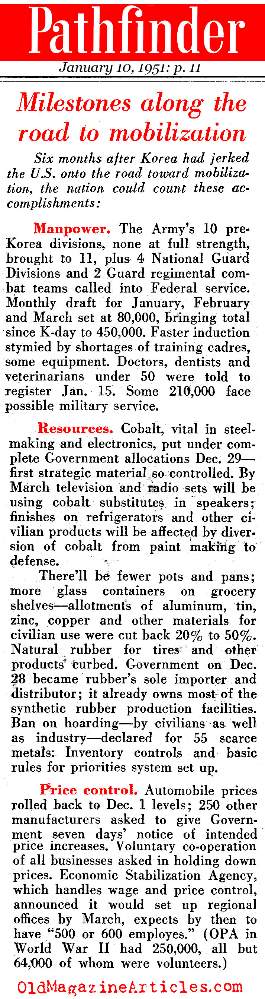 Pathfinder
January 10, 1951: p. 11
Milestones along the
road to mobilization
Six months after Korea had jerked
the U.S. onto the road toward mobiliza-
tion, the nation could count these ac-
complishments:
Manpower. The Army's 10 pre-
Korea divisions, none at full strength,
brought to 11, plus 4 National Guard
Divisions and 2 Guard regimental com-
bat teams called into Federal service.
Monthly draft for January, February
and March set at 80,000, bringing total
since K-day to 450,000. Faster induction
stymied by shortages of training cadres,
some equipment. Doctors, dentists and
veterinarians under 50 were told to
register Jan. 15. Some 210,000 face
possible military service.
Resources. Cobalt, vital in steel-
making and electronics, put under com-
plete Government allocations Dec. 29—
first strategic material so controlled. By
March television and radio sets will be
using cobalt substitutes in speakers;
finishes on refrigerators and other ci-
vilian products will be affected by diver-
sion of cobalt from paint making to
defense.
There'll be fewer pots and pans;
more glass containers on grocery
shelves—allotments of aluminum, tin,
zinc, copper and other materials for
civilian use were cut back 20% to 50%.
Natural rubber for tires and other
products curbed. Government on Dec.
28 became rubber's sole importer and
distributor; it already owns most of the
synthetic rubber production facilities.
Ban on hoarding—by civilians as well
as industry—declared for 55 scarce
metals: Inventory controls and basic
rules for priorities system set up.
Price control. Automobile prices
rolled back to Dec. 1 levels; 250 other
manufacturers asked to give Govern-
ment seven days' notice of intended
price increases. Voluntary co-operation
of all businesses asked in holding down
prices. Economic Stabilization Agency,
which handles wage and price control,
announced it would set up regional
offices by March, expects by then to
have "500 or 600 employes." (OPA in
World War II had 250,000, all but
64,000 of whom were volunteers.)
OldMagazineArticles.com